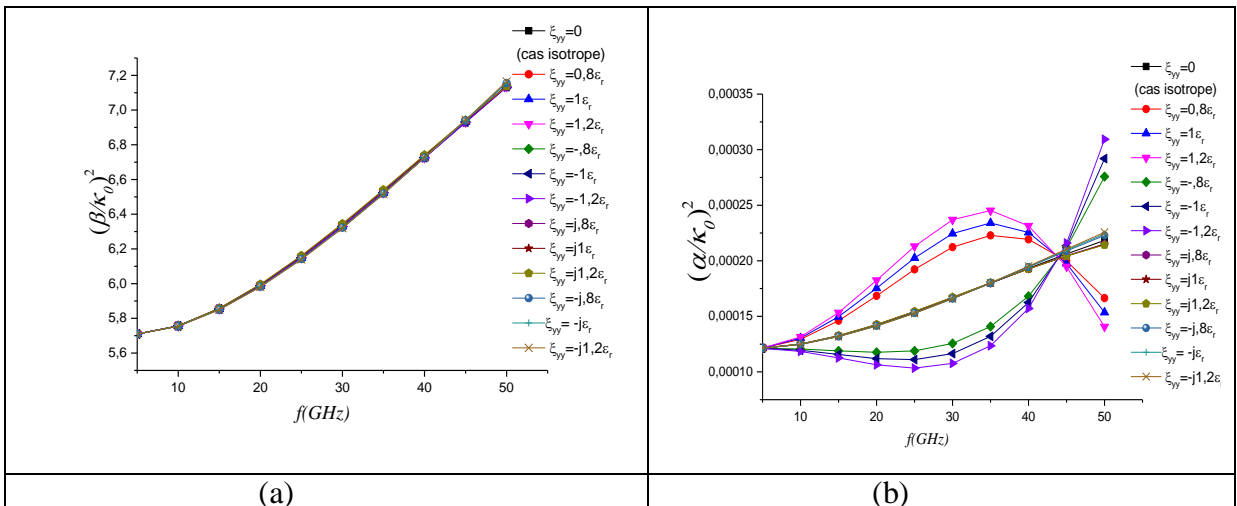 ξyy=0
(cas isotrope)
ξyy=0,8εr
ξyy=1εr
ξyy=1,2εr
ξyy=-,8εr
ξyy=-1εr
ξyy=-1,2εr
ξyy=j,8εr
ξyy=j1εr
ξyy=j1,2εr
ξyy=-j,8εr
ξyy= -jεr
ξyy=-j1,2εr
(β/κ0)²
7,2
7,0
6,8
6,6
6,4
6,2
6,0
5,8
5,6
10 20 30 40 50
f(GHz)
(a)
ξyy=0
(cas isotrope)
ξyy=0,8εr
ξyy=1εr
ξyy=1,2εr
ξyy=-,8εr
ξyy=-1εr
ξyy=-1,2εr
ξyy=j,8εr
ξyy=j1εr
ξyy=j1,2εr
ξyy=-j,8εr
ξyy= -jεr
ξyy=-j1,2ε
(α/κ0)²
0,00035
0,00030
0,00025
0,00020
0,00015
0,00010
10 20 30 40 50
f(GHz)
(b)